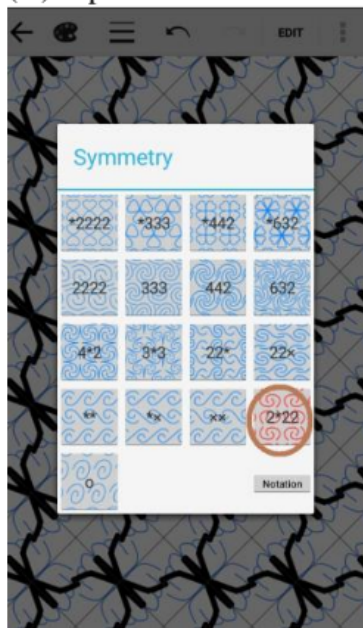 EDIT
Symmetry
*2222 *333 *442 *632
2222 333 442 632
4*2 3*3 22* 22×
** *× ×× 2*22
o
Notation